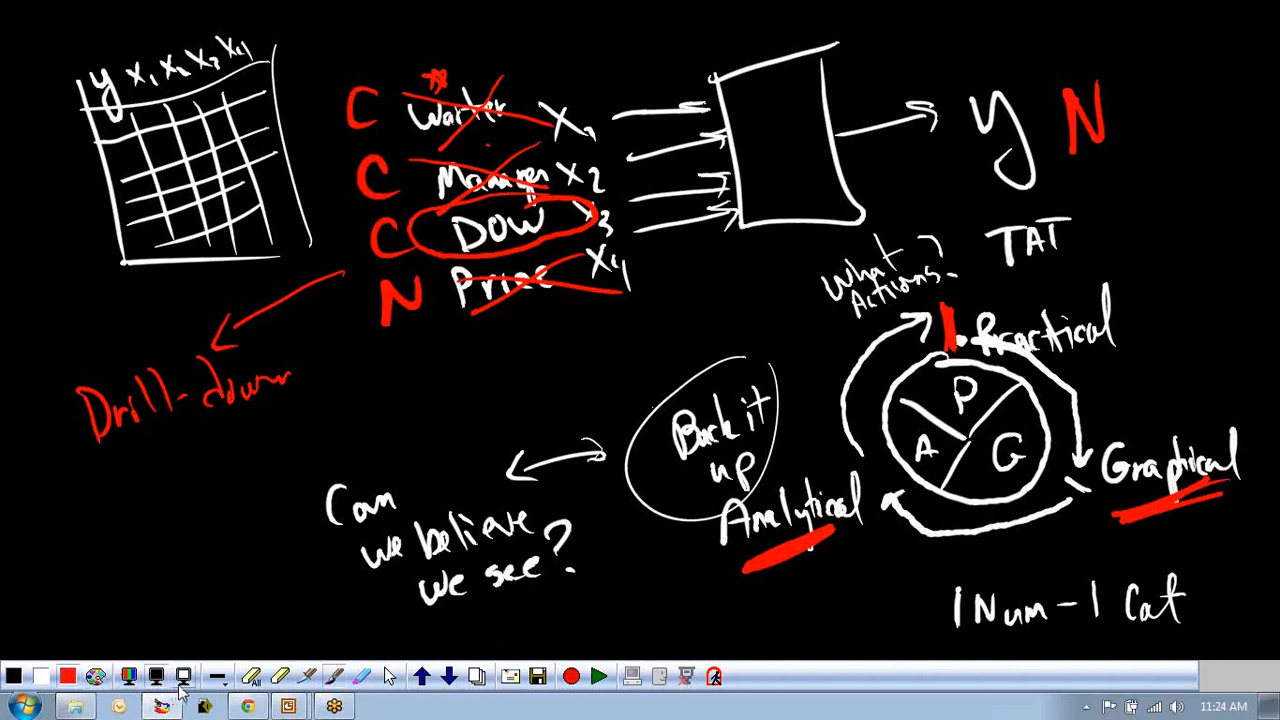 y x1 x2 x3 x4
C Worker x1
C Manager x2
C DOW x3
N Price x4
y N
TAT
What
Actions?
Practical
P
A G
Graphical
Analytical
Back it
up
Drill-down
Can
we believe
we see?
1 Num - 1 Cat
All
11:24 AM